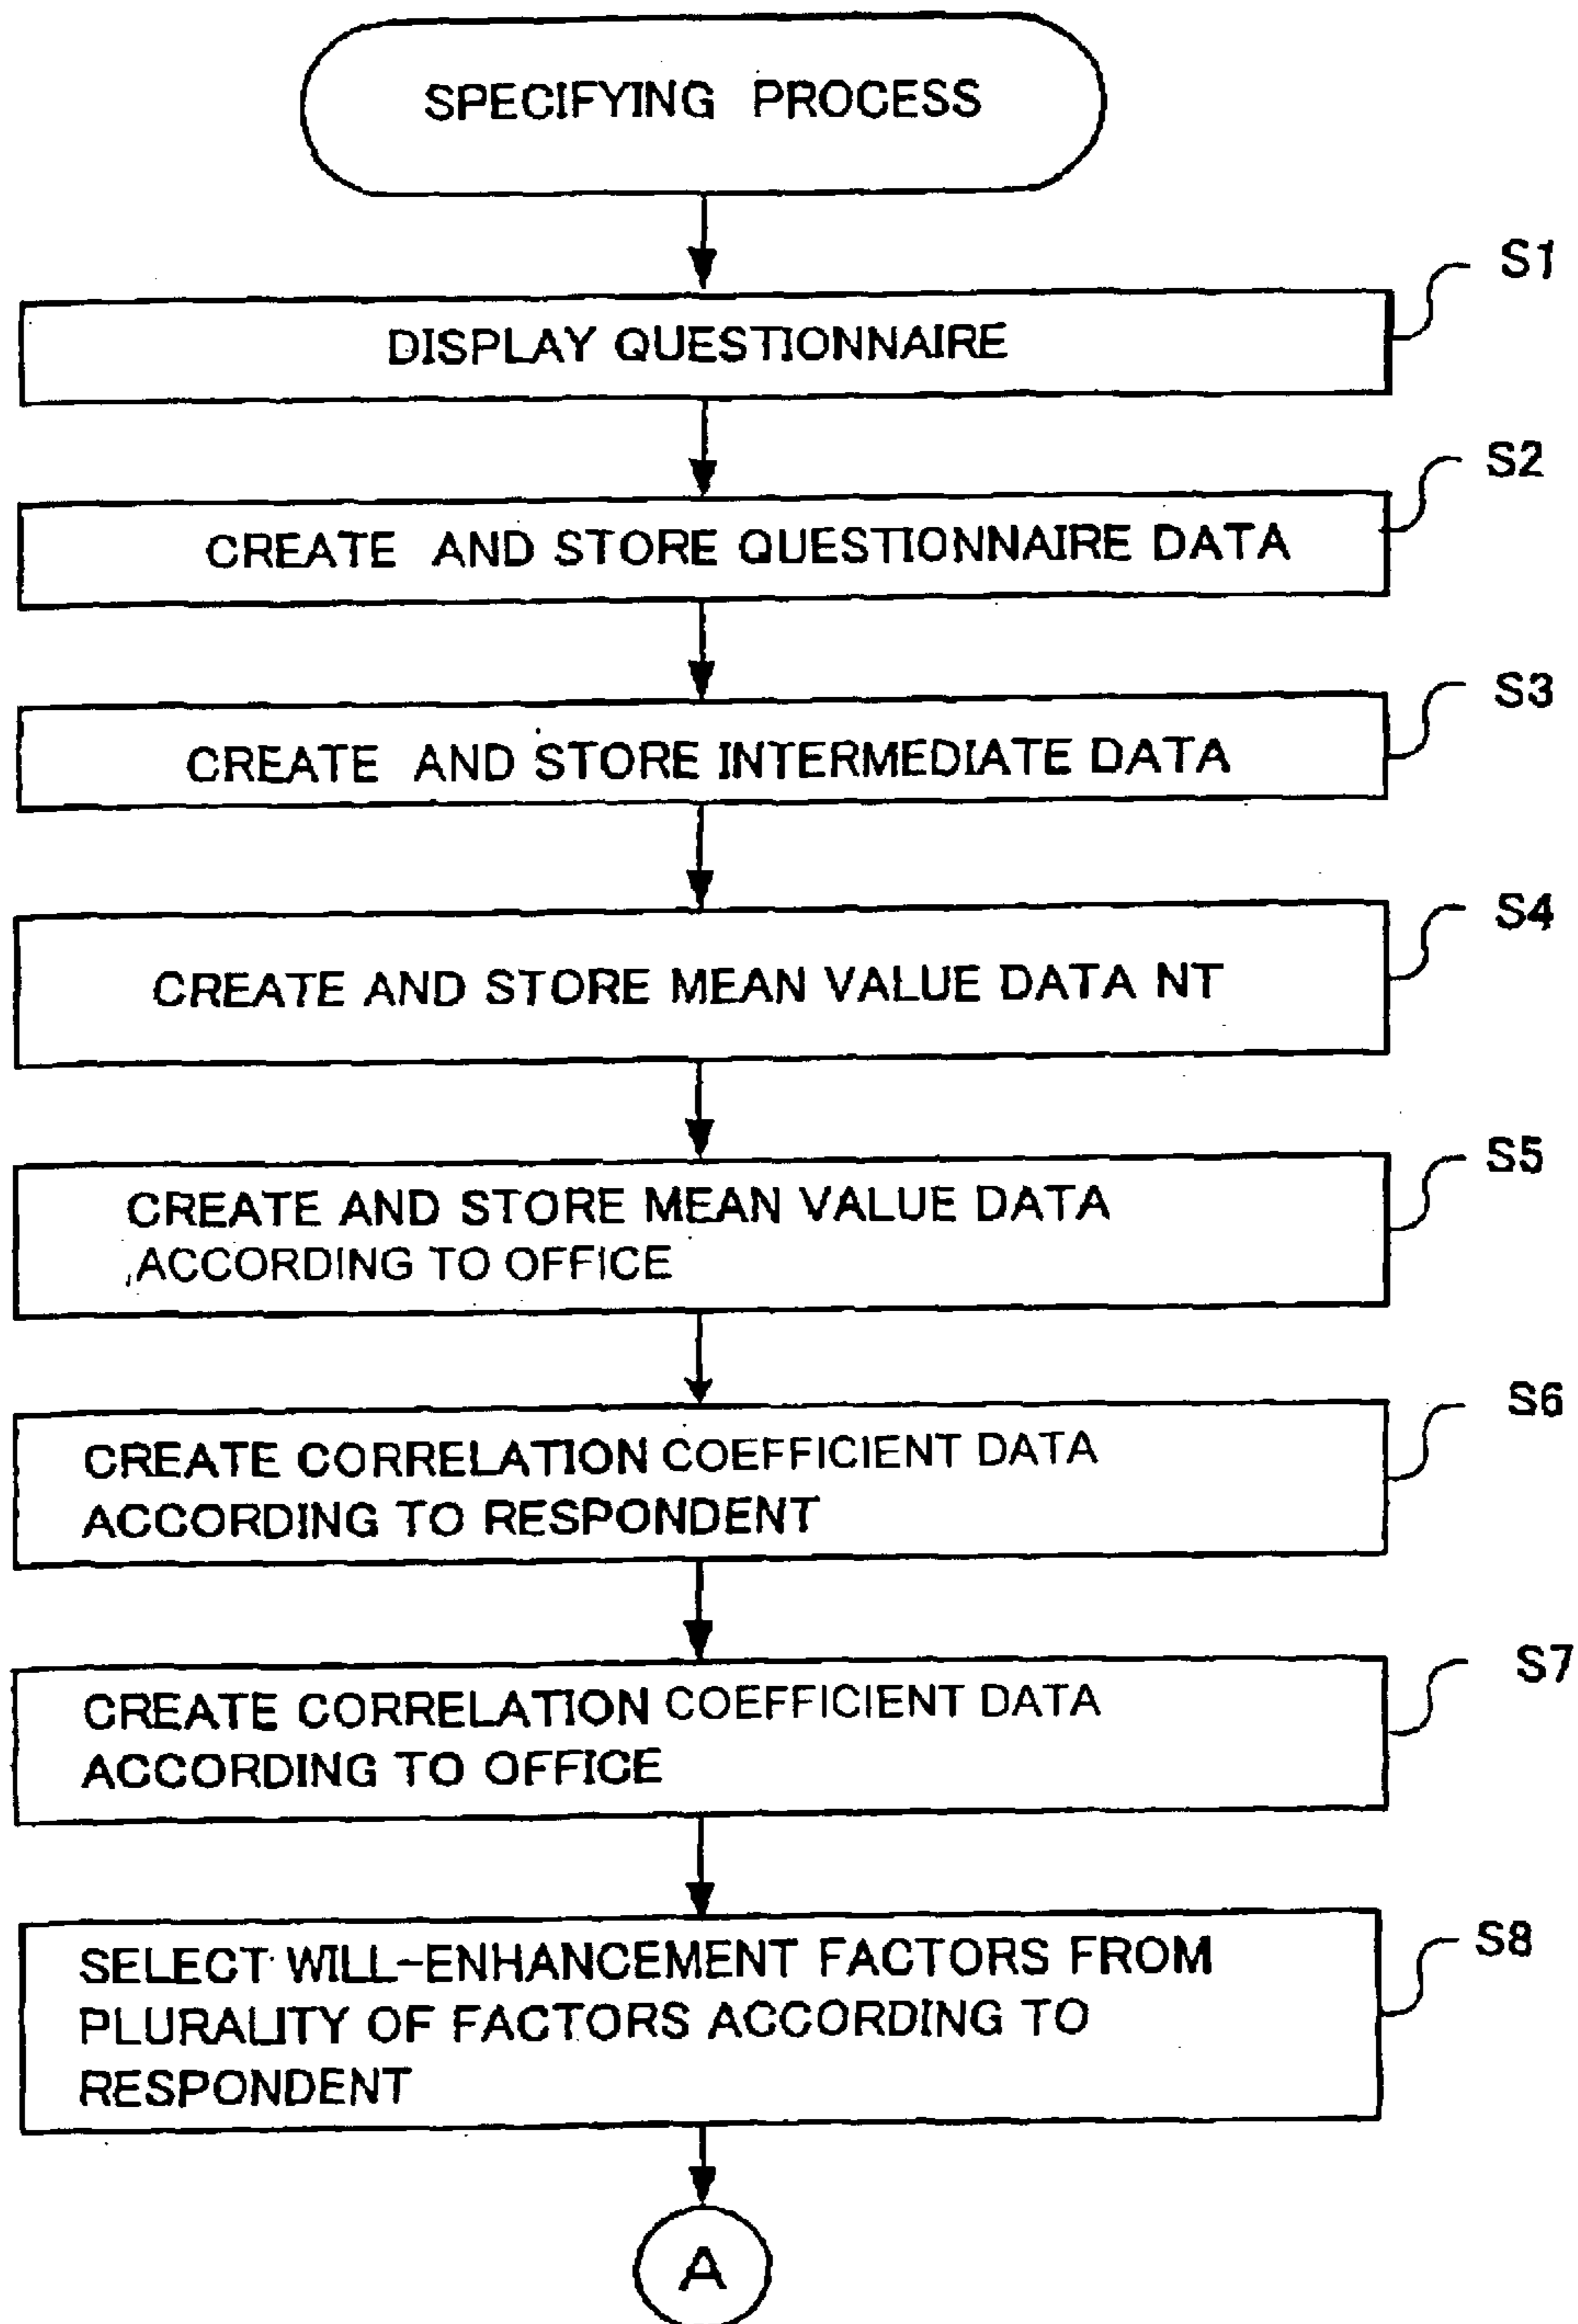 SPECIFYING PROCESS
S1
DISPLAY QUESTIONNAIRE
S2
CREATE AND STORE QUESTIONNAIRE DATA
S3
CREATE AND STORE INTERMEDIATE DATA
S4
CREATE AND STORE MEAN VALUE DATA NT
S5
CREATE AND STORE MEAN VALUE DATA
ACCORDING TO OFFICE
S6
CREATE CORRELATION COEFFICIENT DATA
ACCORDING TO RESPONDENT
S7
CREATE CORRELATION COEFFICIENT DATA
ACCORDING TO OFFICE
S8
SELECT WILL-ENHANCEMENT FACTORS FROM
PLURALITY OF FACTORS ACCORDING TO
RESPONDENT
A